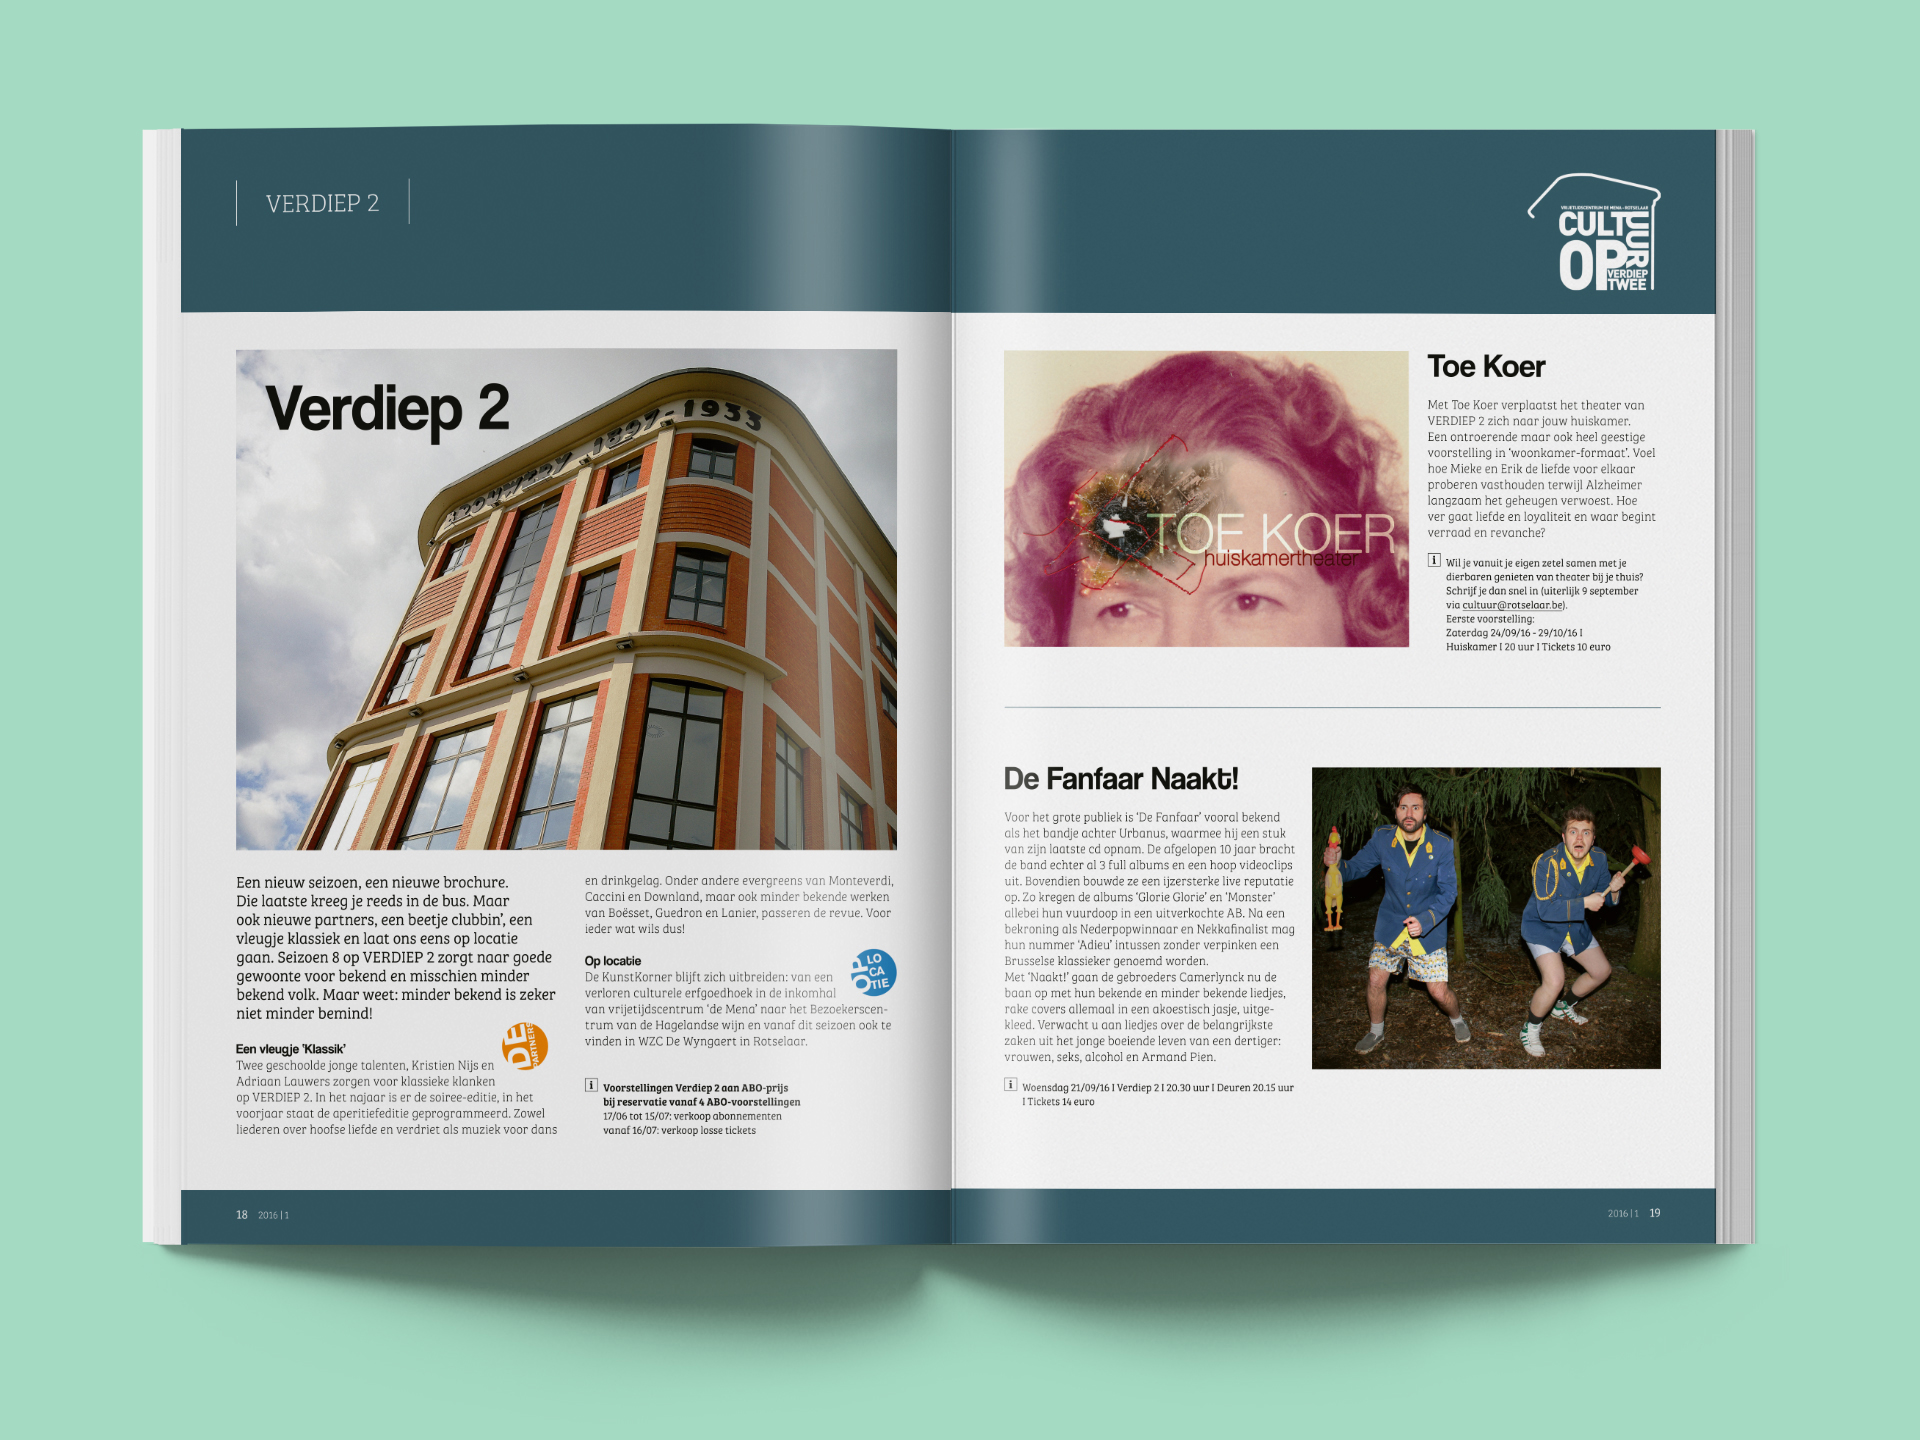 VERDIEP 2
Verdiep 2
BROUWERY 1897-1933
Een nieuw seizoen, een nieuwe brochure.
Die laatste kreeg je reeds in de bus. Maar
ook nieuwe partners, een beetje clubbin', een
vleugje klassiek en laat ons eens op locatie
gaan. Seizoen 8 op VERDIEP 2 zorgt naar goede
gewoonte voor bekend en misschien minder
bekend volk. Maar weet: minder bekend is zeker
niet minder bemind!
DE
PARTNERS
Een vleugje 'Klassik'
Twee geschoolde jonge talenten, Kristien Nijs en
Adriaan Lauwers zorgen voor klassieke klanken
op VERDIEP 2. In het najaar is er de soiree-editie, in het
voorjaar staat de aperitiefeditie geprogrammeerd. Zowel
liederen over hoofse liefde en verdriet als muziek voor dans
en drinkgelag. Onder andere evergreens van Monteverdi,
Caccini en Downland, maar ook minder bekende werken
van Boësset, Guedron en Lanier, passeren de revue. Voor
ieder wat wils dus!
OP
LO
CA
TIE
Op locatie
De KunstKorner blijft zich uitbreiden: van een
verloren culturele erfgoedhoek in de inkomhal
van vrijetijdscentrum 'de Mena' naar het Bezoekerscen-
trum van de Hagelandse wijn en vanaf dit seizoen ook te
vinden in WZC De Wyngaert in Rotselaar.
i Voorstellingen Verdiep 2 aan ABO-prijs
bij reservatie vanaf 4 ABO-voorstellingen
17/06 tot 15/07: verkoop abonnementen
vanaf 16/07: verkoop losse tickets
18 2016 | 1
VRIJETIJDSCENTRUM DE MENA - ROTSELAAR
CULTUUR
OP
VERDIEP
TWEE
TOE KOER
huiskamertheater
Toe Koer
Met Toe Koer verplaatst het theater van
VERDIEP 2 zich naar jouw huiskamer.
Een ontroerende maar ook heel geestige
voorstelling in 'woonkamer-formaat'. Voel
hoe Mieke en Erik de liefde voor elkaar
proberen vasthouden terwijl Alzheimer
langzaam het geheugen verwoest. Hoe
ver gaat liefde en loyaliteit en waar begint
verraad en revanche?
i Wil je vanuit je eigen zetel samen met je
dierbaren genieten van theater bij je thuis?
Schrijf je dan snel in (uiterlijk 9 september
via cultuur@rotselaar.be).
Eerste voorstelling:
Zaterdag 24/09/16 - 29/10/16 I
Huiskamer I 20 uur I Tickets 10 euro
De Fanfaar Naakt!
Voor het grote publiek is 'De Fanfaar' vooral bekend
als het bandje achter Urbanus, waarmee hij een stuk
van zijn laatste cd opnam. De afgelopen 10 jaar bracht
de band echter al 3 full albums en een hoop videoclips
uit. Bovendien bouwde ze een ijzersterke live reputatie
op. Zo kregen de albums 'Glorie Glorie' en 'Monster'
allebei hun vuurdoop in een uitverkochte AB. Na een
bekroning als Nederpopwinnaar en Nekkafinalist mag
hun nummer 'Adieu' intussen zonder verpinken een
Brusselse klassieker genoemd worden.
Met 'Naakt!' gaan de gebroeders Camerlynck nu de
baan op met hun bekende en minder bekende liedjes,
rake covers allemaal in een akoestisch jasje, uitge-
kleed. Verwacht u aan liedjes over de belangrijkste
zaken uit het jonge boeiende leven van een dertiger:
vrouwen, seks, alcohol en Armand Pien.
i Woensdag 21/09/16 I Verdiep 2 I 20.30 uur I Deuren 20.15 uur
I Tickets 14 euro
2016 | 1 19